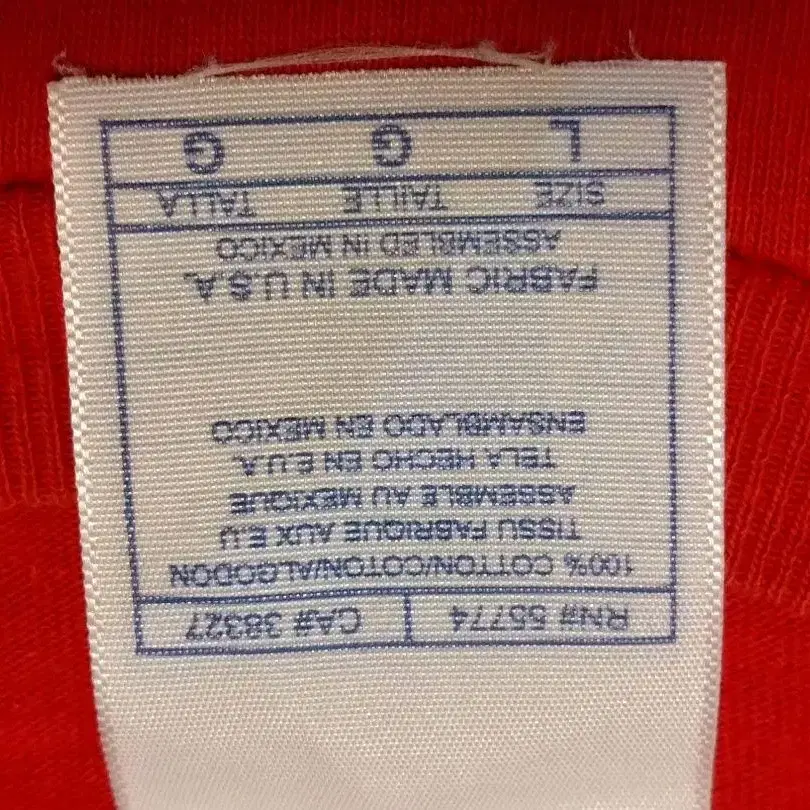 RN# 55774 CA# 38327
100% COTTON/COTON/ALGODON
TISSU FABRIQUE AUX E.U
ASSEMBLE AU MEXIQUE
TELA HECHO EN E.U.A.
ENSAMBLADO EN MEXICO
FABRIC MADE IN U.S.A.
ASSEMBLED IN MEXICO
SIZE TAILLE TALLA
L G G